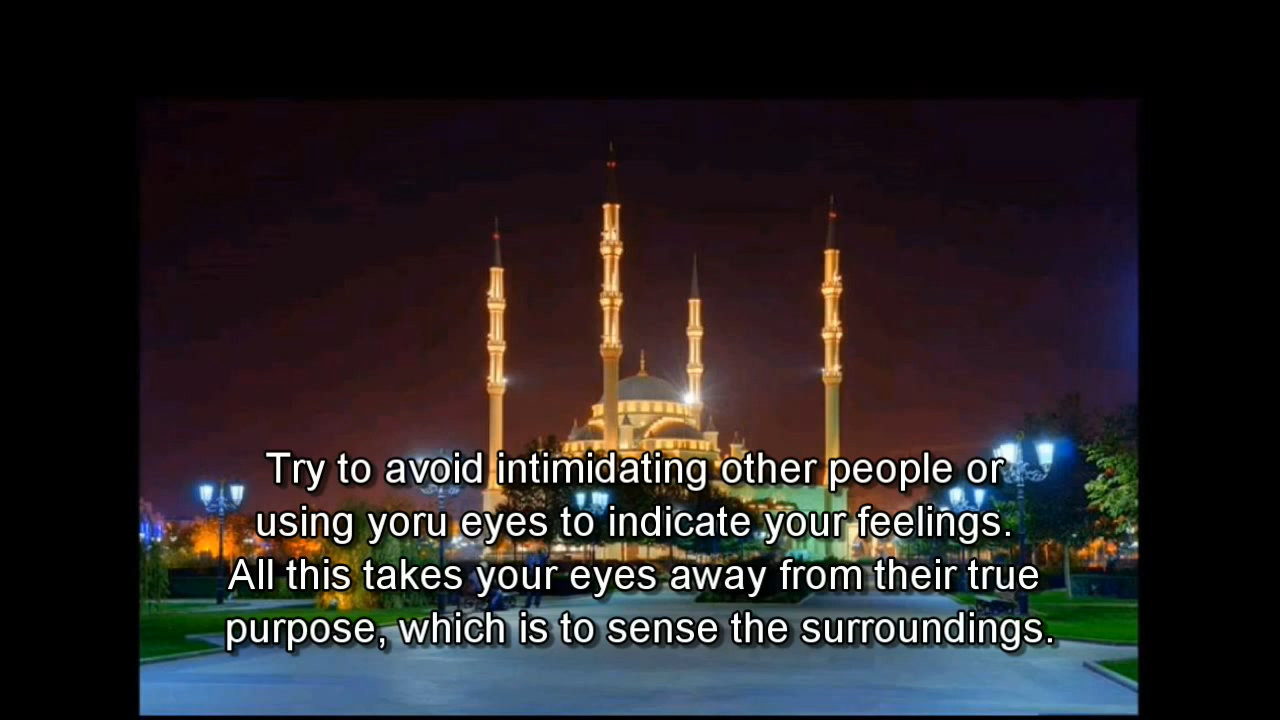 Try to avoid intimidating other people or
using yoru eyes to indicate your feelings.
All this takes your eyes away from their true
purpose, which is to sense the surroundings.